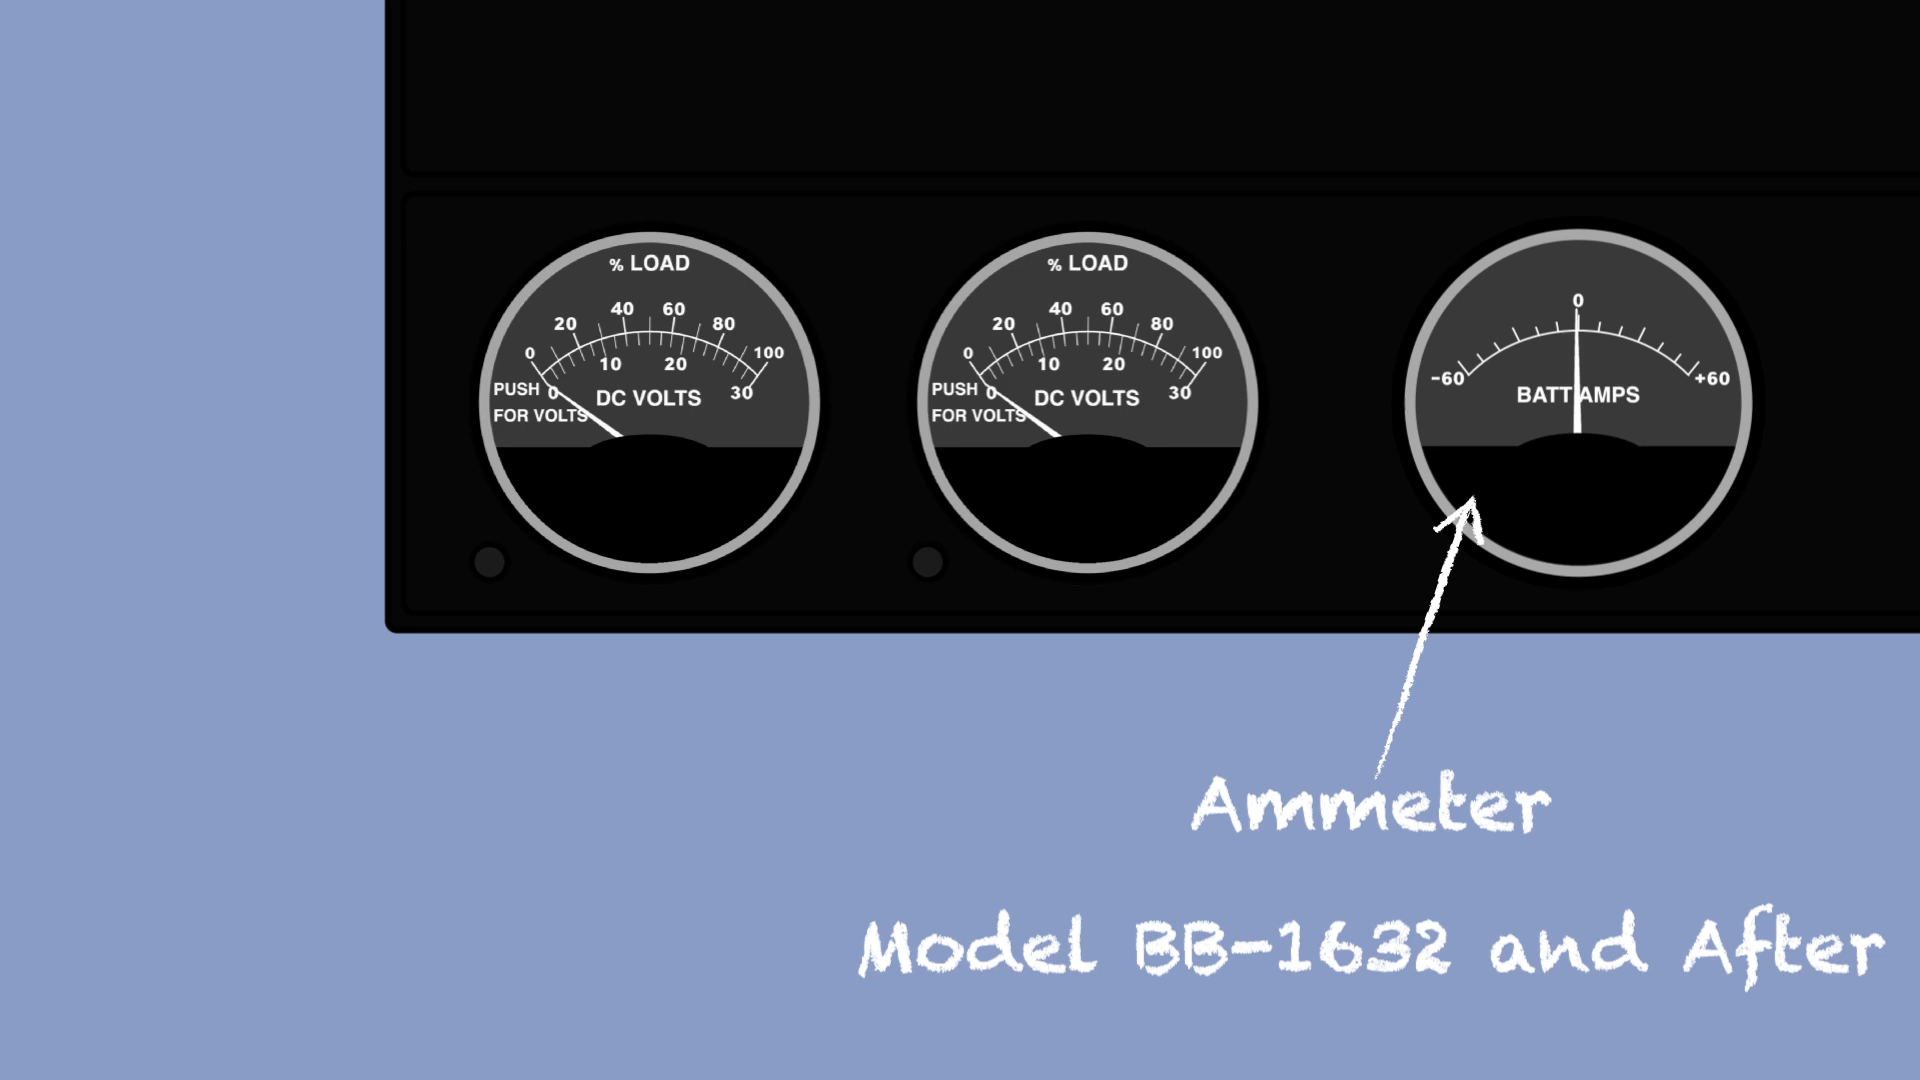 % LOAD
0 20 40 60 80 100
0 10 20 30
PUSH
FOR VOLTS
DC VOLTS
% LOAD
0 20 40 60 80 100
0 10 20 30
PUSH
FOR VOLTS
DC VOLTS
0
-60 +60
BATT AMPS
Ammeter
Model BB-1632 and After